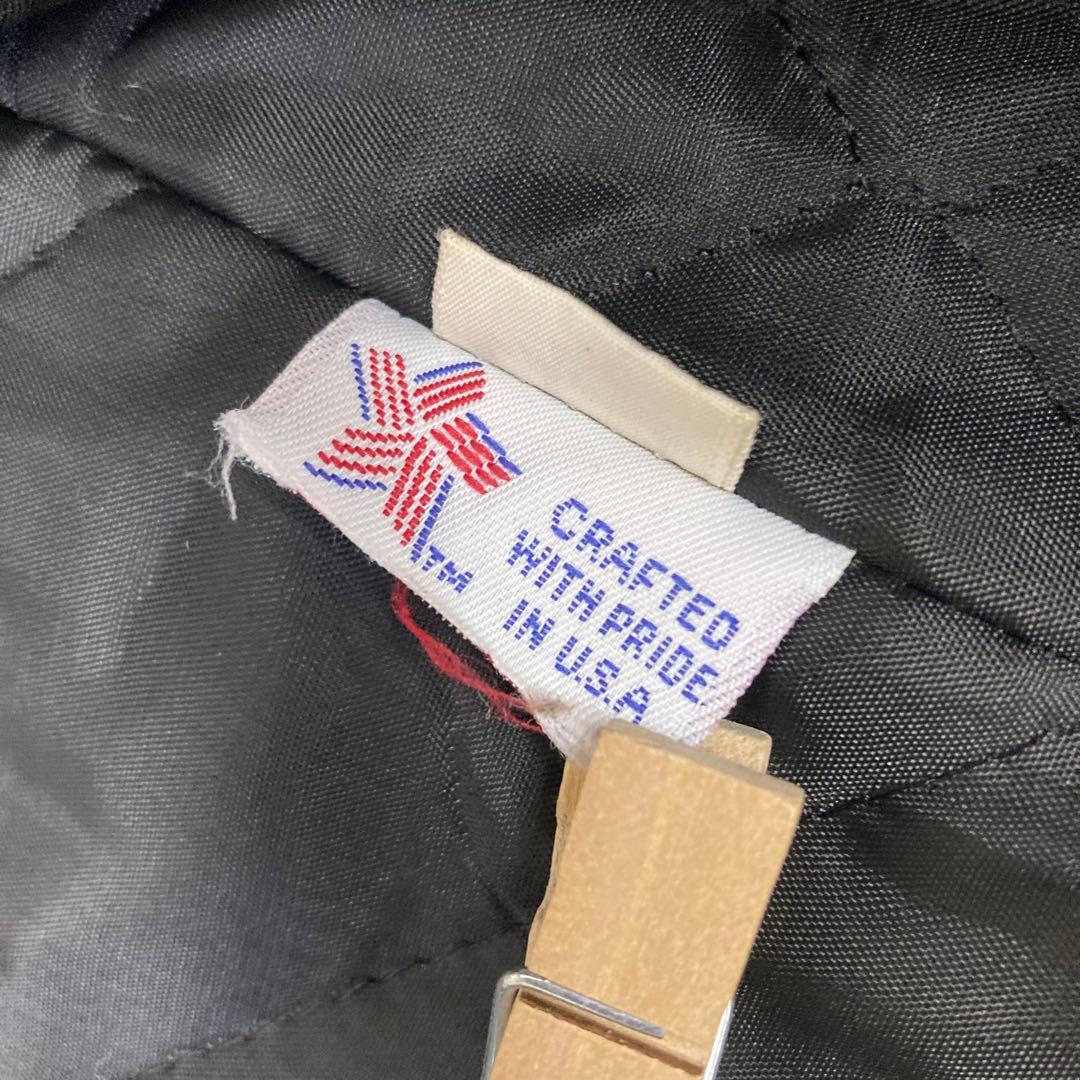 TM
CRAFTED
WITH PRIDE
IN U.S.A